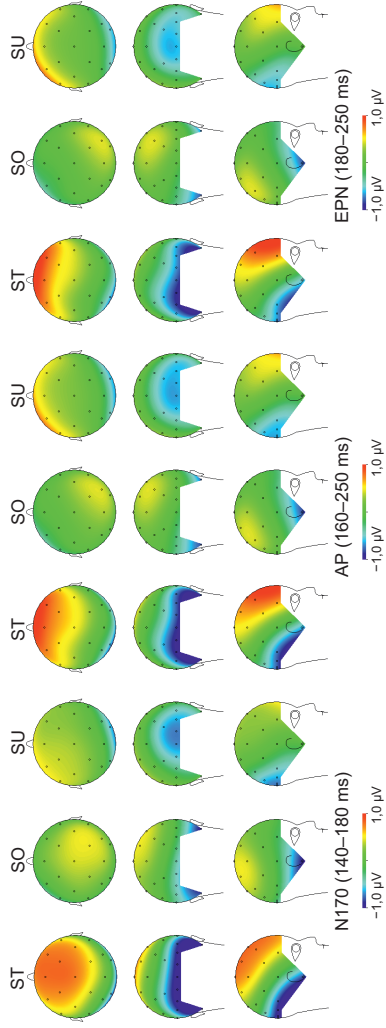 ST SO SU ST SO SU ST SO SU
N170 (140–180 ms) AP (160–250 ms) EPN (180–250 ms)
−1,0 μV 1,0 μV −1,0 μV 1,0 μV −1,0 μV 1,0 μV